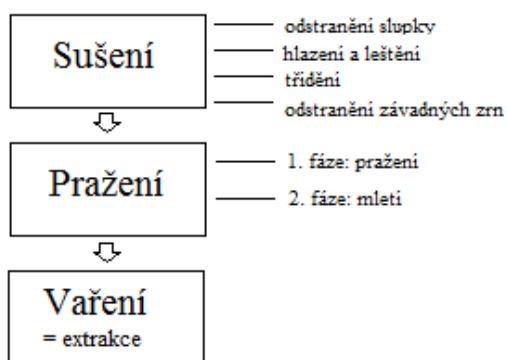 Sušení
odstranění slupky
hlazení a leštění
třídění
odstranění závadných zrn
Pražení
1. fáze: pražení
2. fáze: mletí
Vaření
= extrakce